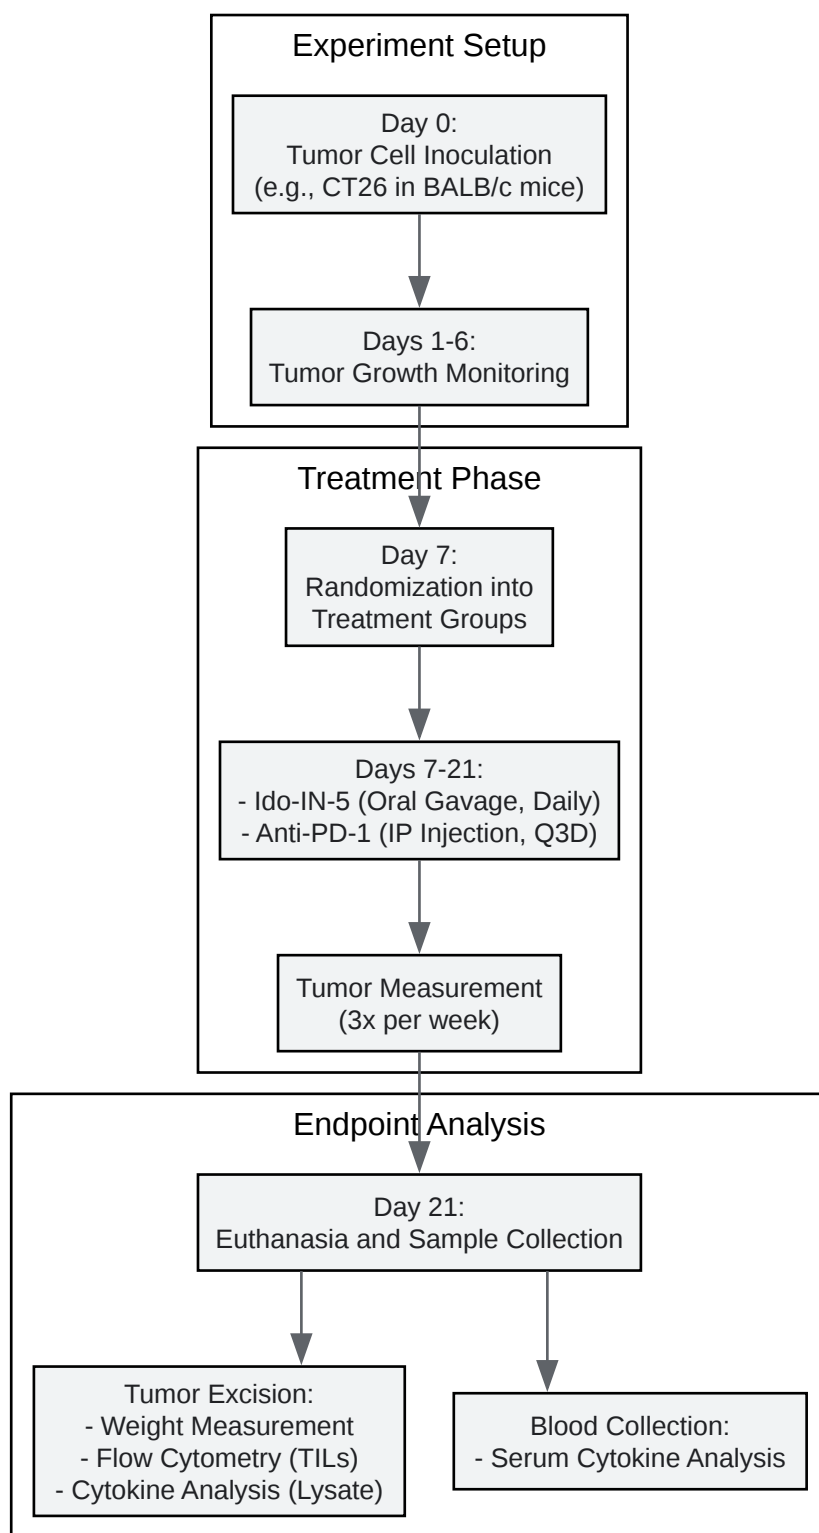 Experiment Setup
Day 0:
Tumor Cell Inoculation
(e.g., CT26 in BALB/c mice)
Days 1-6:
Tumor Growth Monitoring
Treatment Phase
Day 7:
Randomization into
Treatment Groups
Days 7-21:
- Ido-IN-5 (Oral Gavage, Daily)
- Anti-PD-1 (IP Injection, Q3D)
Tumor Measurement
(3x per week)
Endpoint Analysis
Day 21:
Euthanasia and Sample Collection
Tumor Excision:
- Weight Measurement
- Flow Cytometry (TILs)
- Cytokine Analysis (Lysate)
Blood Collection:
- Serum Cytokine Analysis